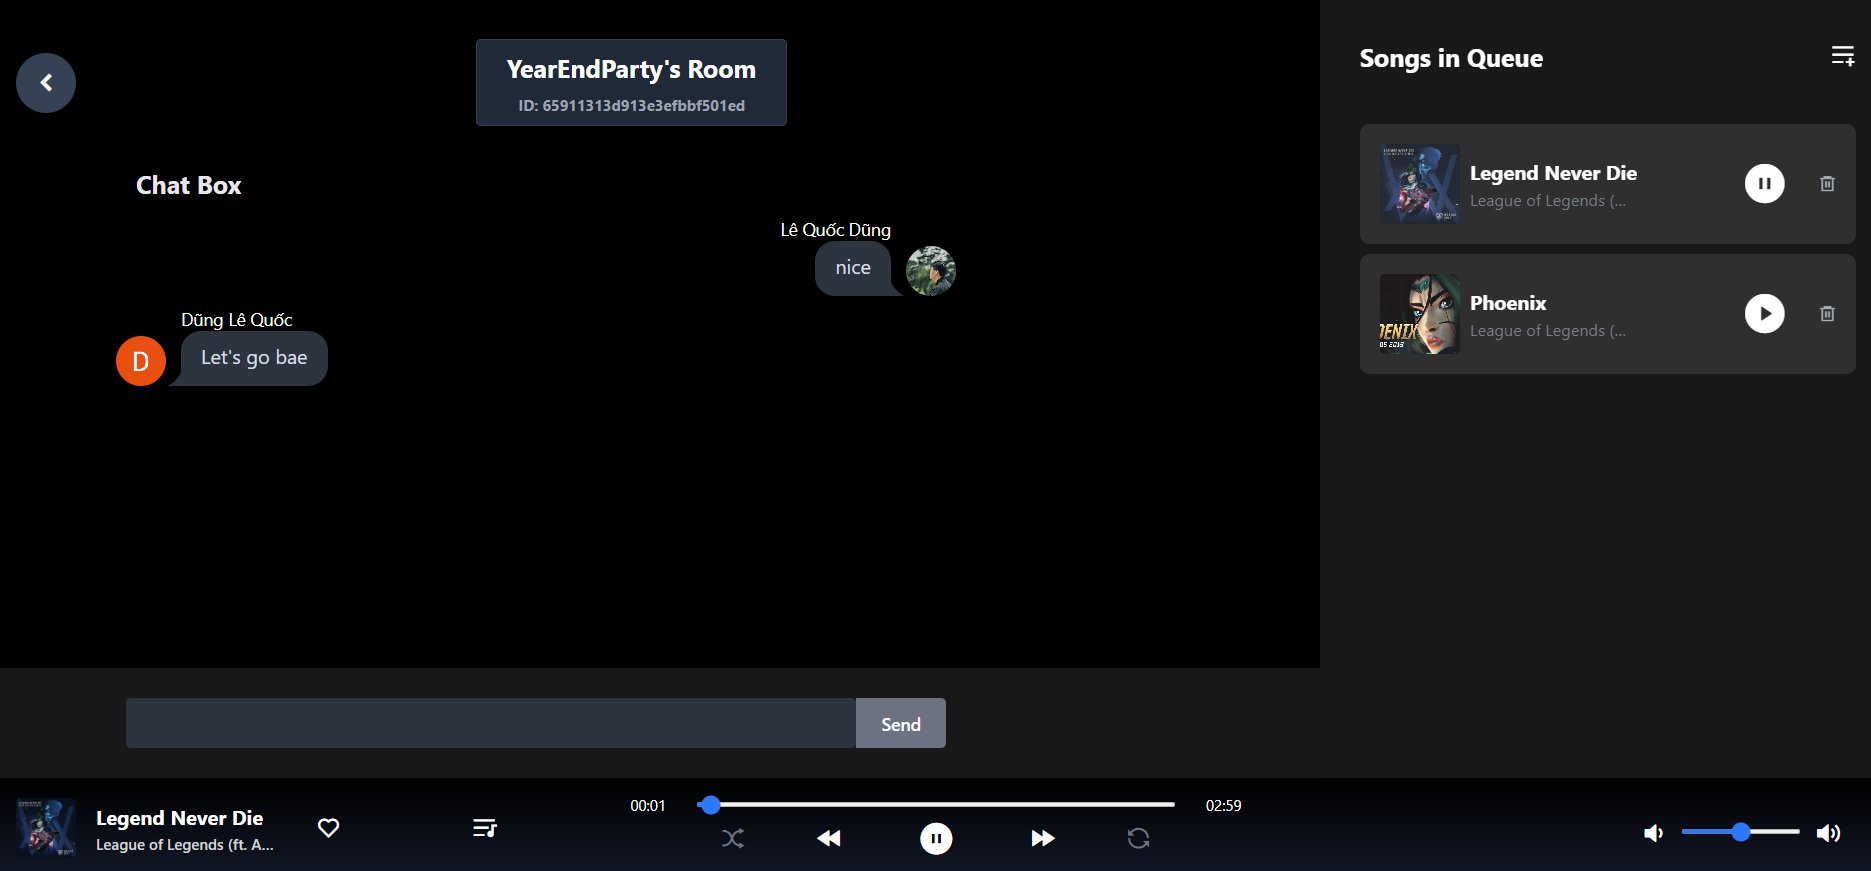 YearEndParty's Room
ID: 65911313d913e3efbbf501ed
Chat Box
Lê Quốc Dũng
nice
Dũng Lê Quốc
D
Let's go bae
Send
Songs in Queue
Legend Never Die
League of Legends (...
Phoenix
League of Legends (...
Legend Never Die
League of Legends (ft. A...
00:01
02:59